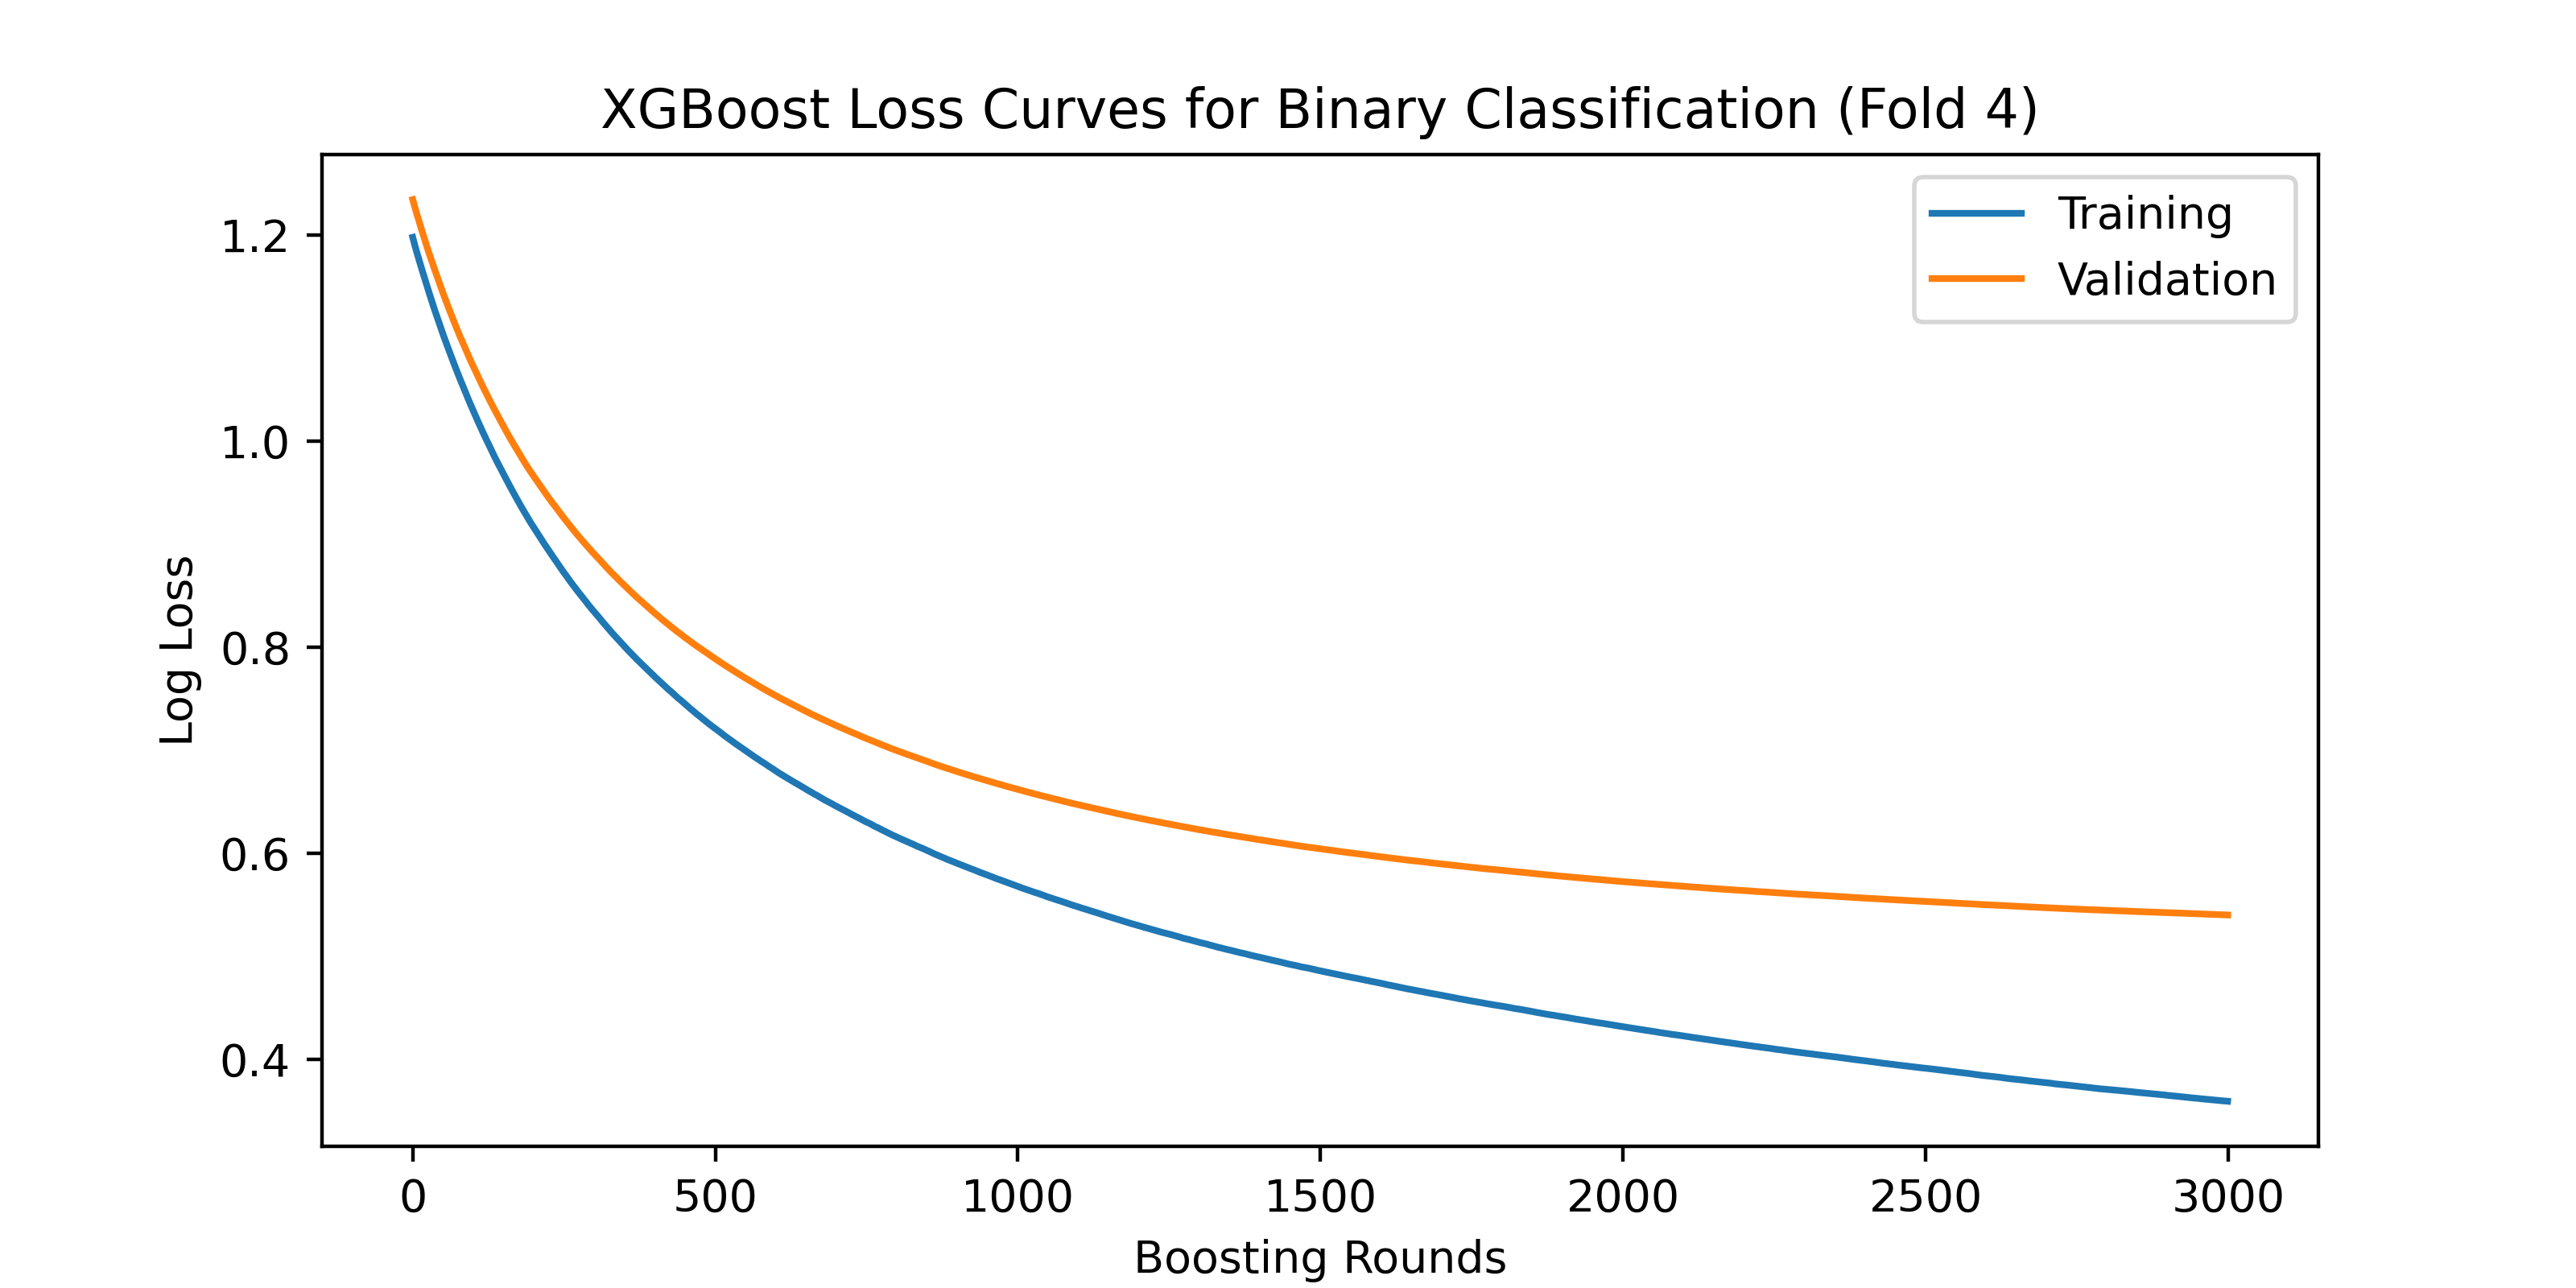 XGBoost Loss Curves for Binary Classification (Fold 4)
Training
Validation
Log Loss
1.2
1.0
0.8
0.6
0.4
0 500 1000 1500 2000 2500 3000
Boosting Rounds